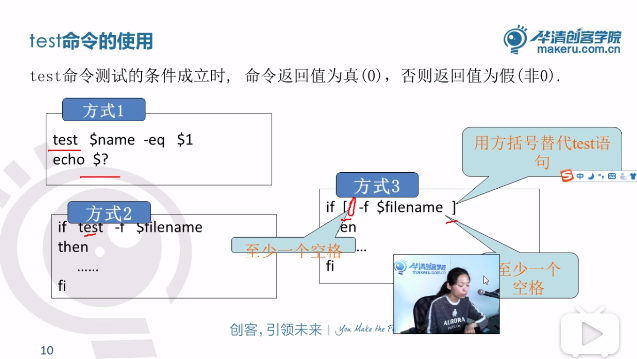 test命令的使用
华清创客学院
makeru.com.cn
test命令测试的条件成立时, 命令返回值为真(0), 否则返回值为假(非0).
方式1
test $name -eq $1
echo $?
方式2
if test -f $filename
then
......
fi
方式3
if [ -f $filename ]
en
...
fi
用方括号替代test语
句
中
至少一个空格
至少一个
空格
华清创客学院
创客, 引领未来 | You Make the F
10